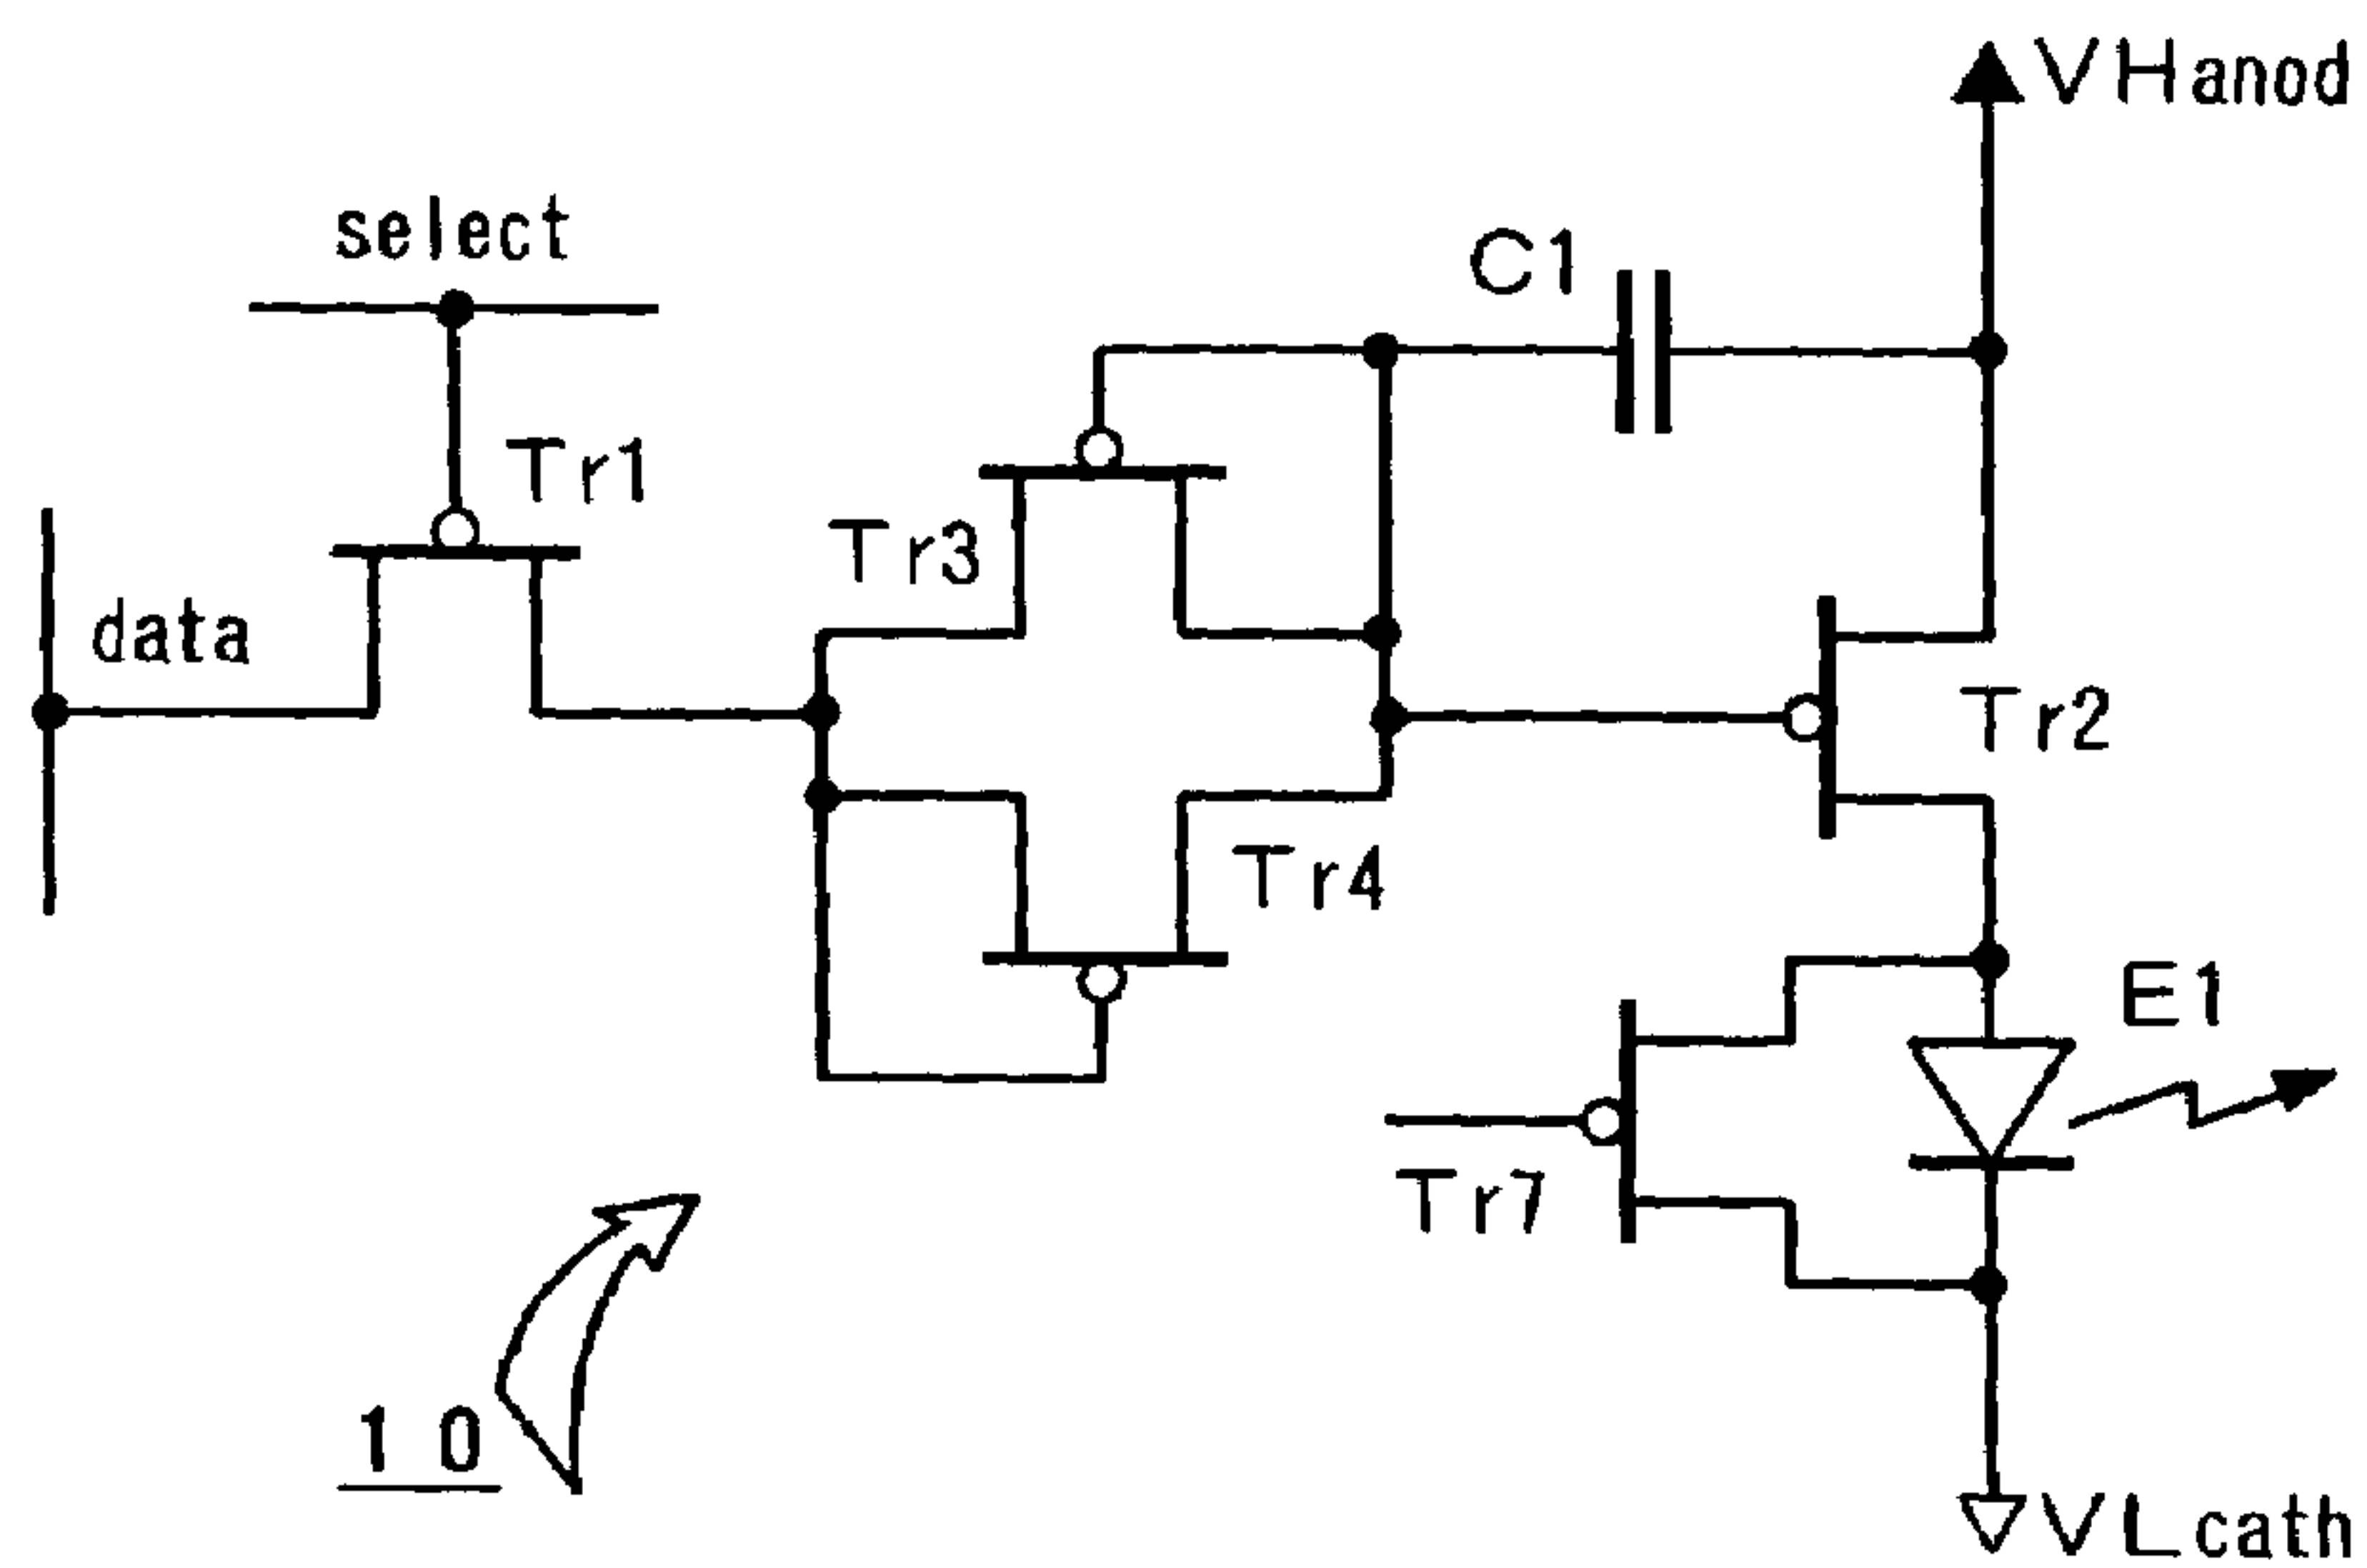 VHanod
select
C1
Tr1
Tr3
data
Tr2
Tr4
E1
Tr7
10
VLcath